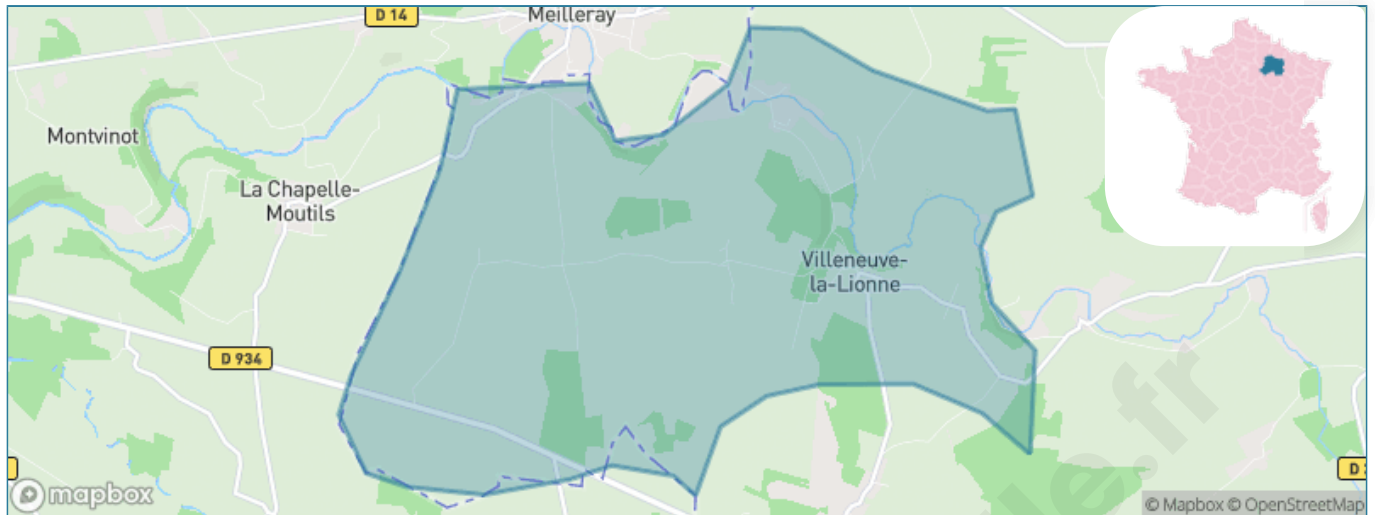 D 14
Meilleray
Montvinot
La Chapelle-
Moutils
Villeneuve-
la-Lionne
D 934
mapbox
© Mapbox © OpenStreetMap